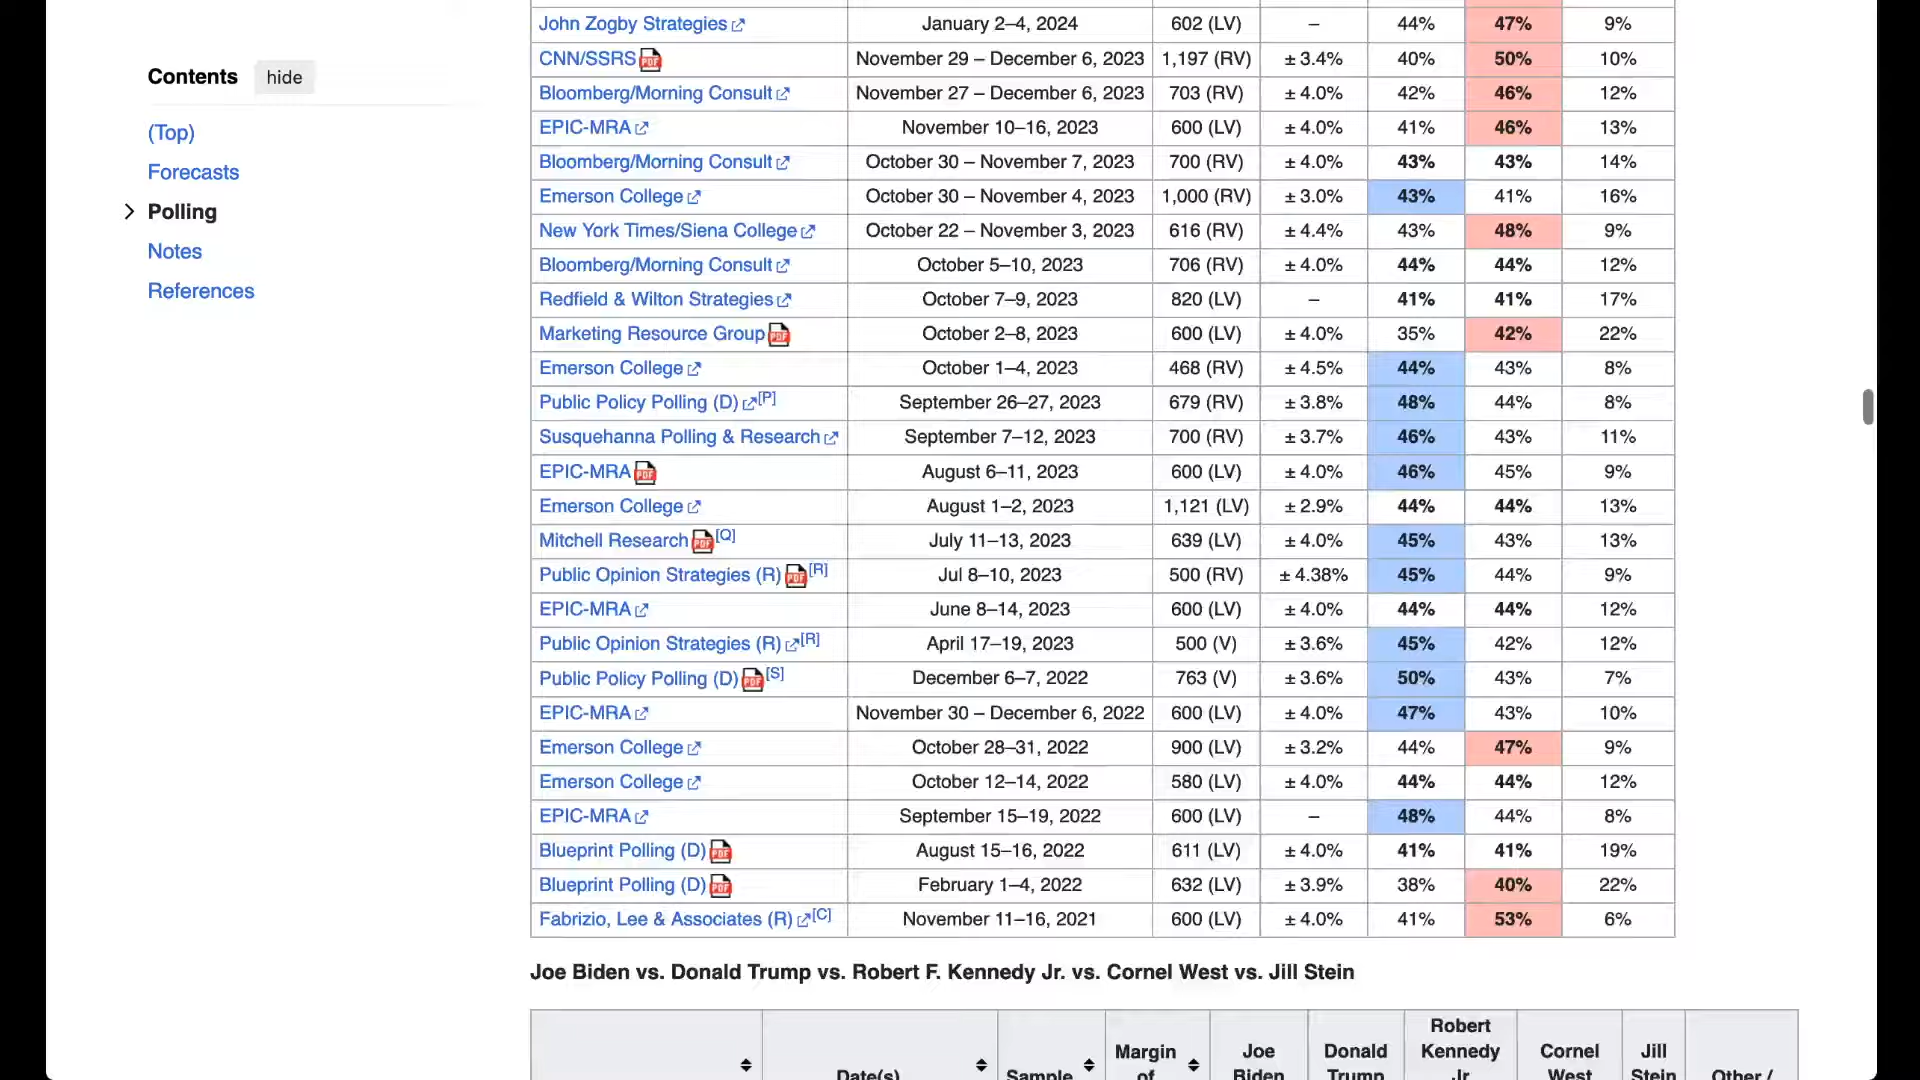 Contents hide
(Top)
Forecasts
Polling
Notes
References
John Zogby Strategies January 2–4, 2024 602 (LV) – 44% 47% 9%
CNN/SSRS November 29 – December 6, 2023 1,197 (RV) ± 3.4% 40% 50% 10%
Bloomberg/Morning Consult November 27 – December 6, 2023 703 (RV) ± 4.0% 42% 46% 12%
EPIC-MRA November 10–16, 2023 600 (LV) ± 4.0% 41% 46% 13%
Bloomberg/Morning Consult October 30 – November 7, 2023 700 (RV) ± 4.0% 43% 43% 14%
Emerson College October 30 – November 4, 2023 1,000 (RV) ± 3.0% 43% 41% 16%
New York Times/Siena College October 22 – November 3, 2023 616 (RV) ± 4.4% 43% 48% 9%
Bloomberg/Morning Consult October 5–10, 2023 706 (RV) ± 4.0% 44% 44% 12%
Redfield & Wilton Strategies October 7–9, 2023 820 (LV) – 41% 41% 17%
Marketing Resource Group PDF October 2–8, 2023 600 (LV) ± 4.0% 35% 42% 22%
Emerson College October 1–4, 2023 468 (RV) ± 4.5% 44% 43% 8%
Public Policy Polling (D) [P] September 26–27, 2023 679 (RV) ± 3.8% 48% 44% 8%
Susquehanna Polling & Research September 7–12, 2023 700 (RV) ± 3.7% 46% 43% 11%
EPIC-MRA PDF August 6–11, 2023 600 (LV) ± 4.0% 46% 45% 9%
Emerson College August 1–2, 2023 1,121 (LV) ± 2.9% 44% 44% 13%
Mitchell Research PDF [Q] July 11–13, 2023 639 (LV) ± 4.0% 45% 43% 13%
Public Opinion Strategies (R) PDF [R] Jul 8–10, 2023 500 (RV) ± 4.38% 45% 44% 9%
EPIC-MRA June 8–14, 2023 600 (LV) ± 4.0% 44% 44% 12%
Public Opinion Strategies (R) [R] April 17–19, 2023 500 (V) ± 3.6% 45% 42% 12%
Public Policy Polling (D) PDF [S] December 6–7, 2022 763 (V) ± 3.6% 50% 43% 7%
EPIC-MRA November 30 – December 6, 2022 600 (LV) ± 4.0% 47% 43% 10%
Emerson College October 28–31, 2022 900 (LV) ± 3.2% 44% 47% 9%
Emerson College October 12–14, 2022 580 (LV) ± 4.0% 44% 44% 12%
EPIC-MRA September 15–19, 2022 600 (LV) – 48% 44% 8%
Blueprint Polling (D) PDF August 15–16, 2022 611 (LV) ± 4.0% 41% 41% 19%
Blueprint Polling (D) PDF February 1–4, 2022 632 (LV) ± 3.9% 38% 40% 22%
Fabrizio, Lee & Associates (R) [C] November 11–16, 2021 600 (LV) ± 4.0% 41% 53% 6%
Joe Biden vs. Donald Trump vs. Robert F. Kennedy Jr. vs. Cornel West vs. Jill Stein
Robert
Margin Joe Donald Kennedy Cornel Jill
Date(s) Sample of Biden Trump Jr. West Stein Other /